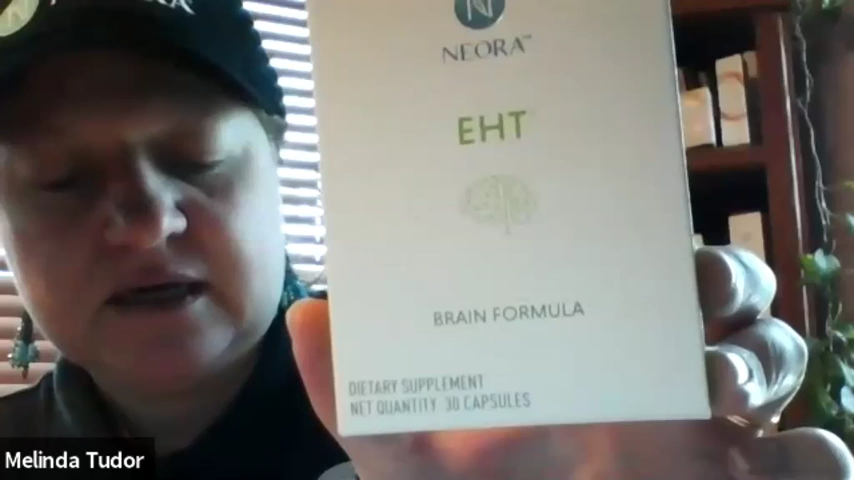 NEORA™
EHT
BRAIN FORMULA
DIETARY SUPPLEMENT
NET QUANTITY 30 CAPSULES
Melinda Tudor